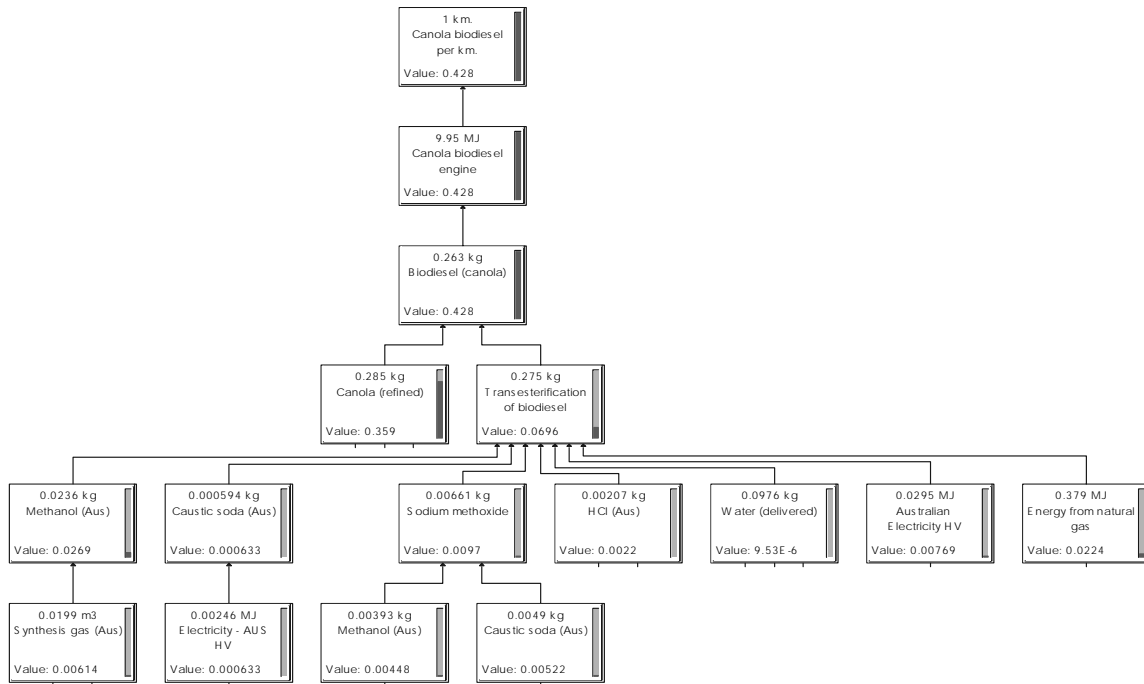 1 km.
Canola biodiesel
per km.
Value: 0.428
9.95 MJ
Canola biodiesel
engine
Value: 0.428
0.263 kg
Biodiesel (canola)
Value: 0.428
0.285 kg
Canola (refined)
Value: 0.359
0.275 kg
Transesterification
of biodiesel
Value: 0.0696
0.0236 kg
Methanol (Aus)
Value: 0.0269
0.000594 kg
Caustic soda (Aus)
Value: 0.000633
0.00661 kg
Sodium methoxide
Value: 0.0097
0.00207 kg
HCl (Aus)
Value: 0.0022
0.0976 kg
Water (delivered)
Value: 9.53E-6
0.0295 MJ
Australian
Electricity HV
Value: 0.00769
0.379 MJ
Energy from natural
gas
Value: 0.0224
0.0199 m3
Synthesis gas (Aus)
Value: 0.00614
0.00246 MJ
Electricity - AUS
HV
Value: 0.000633
0.00393 kg
Methanol (Aus)
Value: 0.00448
0.0049 kg
Caustic soda (Aus)
Value: 0.00522